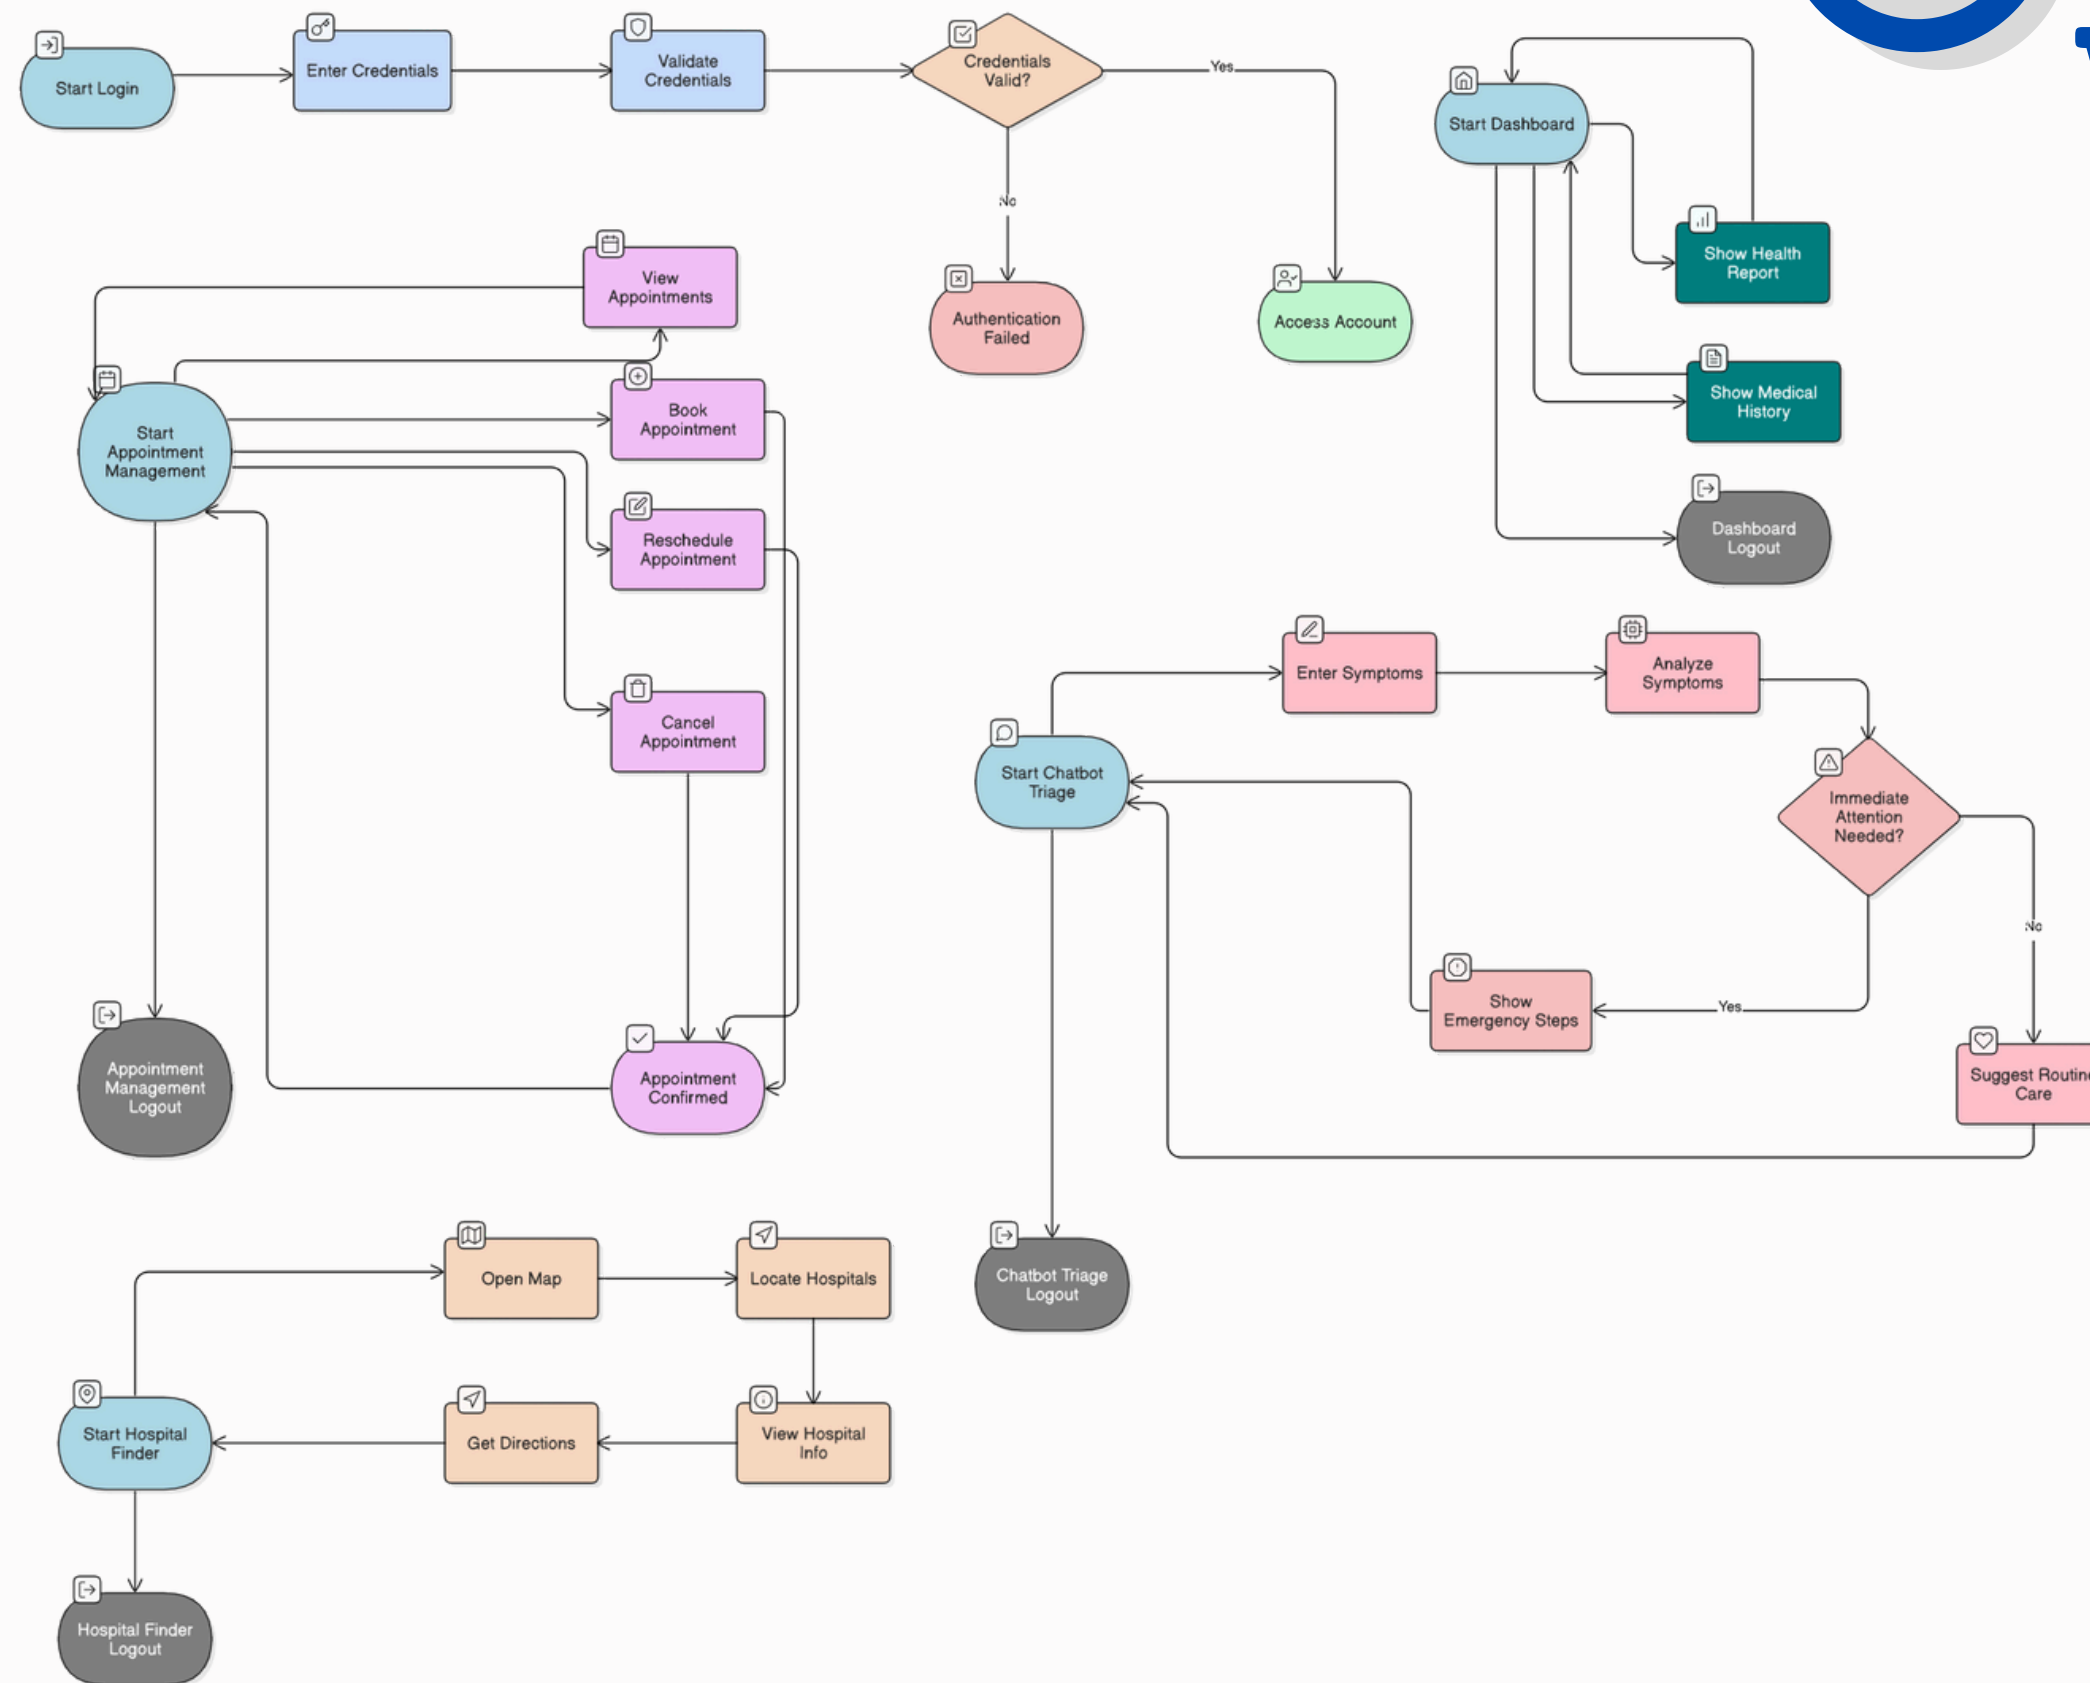 Start Login
Enter Credentials
Validate
Credentials
Credentials
Valid?
Yes
No
Authentication
Failed
Access Account
Start Dashboard
Show Health
Report
Show Medical
History
Dashboard
Logout
View
Appointments
Start
Appointment
Management
Book
Appointment
Reschedule
Appointment
Cancel
Appointment
Appointment
Confirmed
Appointment
Management
Logout
Enter Symptoms
Analyze
Symptoms
Start Chatbot
Triage
Immediate
Attention
Needed?
No
Yes
Show
Emergency Steps
Suggest Routine
Care
Chatbot Triage
Logout
Open Map
Locate Hospitals
Start Hospital
Finder
Get Directions
View Hospital
Info
Hospital Finder
Logout